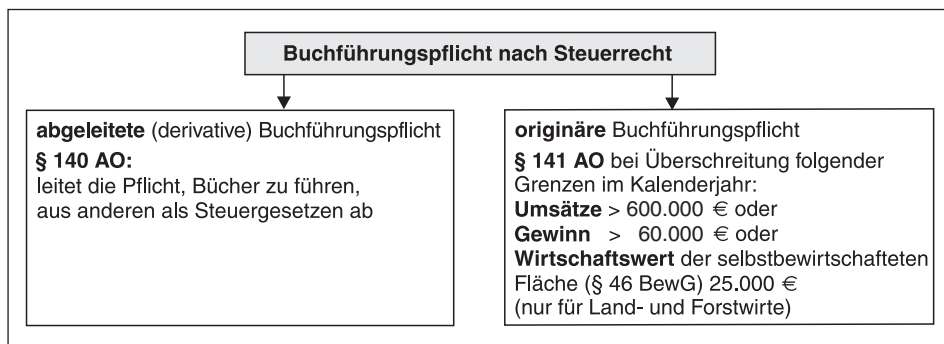 Buchführungspflicht nach Steuerrecht
abgeleitete (derivative) Buchführungspflicht
§ 140 AO:
leitet die Pflicht, Bücher zu führen,
aus anderen als Steuergesetzen ab
originäre Buchführungspflicht
§ 141 AO bei Überschreitung folgender
Grenzen im Kalenderjahr:
Umsätze > 600.000 € oder
Gewinn > 60.000 € oder
Wirtschaftswert der selbstbewirtschafteten
Fläche (§ 46 BewG) 25.000 €
(nur für Land- und Forstwirte)